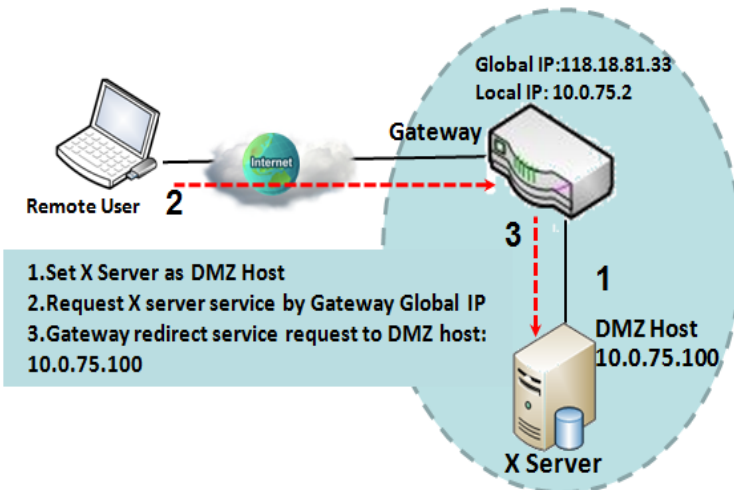 Global IP:118.18.81.33
Local IP: 10.0.75.2
Gateway
Internet
Remote User
2
3
1
1.Set X Server as DMZ Host
2.Request X server service by Gateway Global IP
3.Gateway redirect service request to DMZ host:
10.0.75.100
DMZ Host
10.0.75.100
X Server